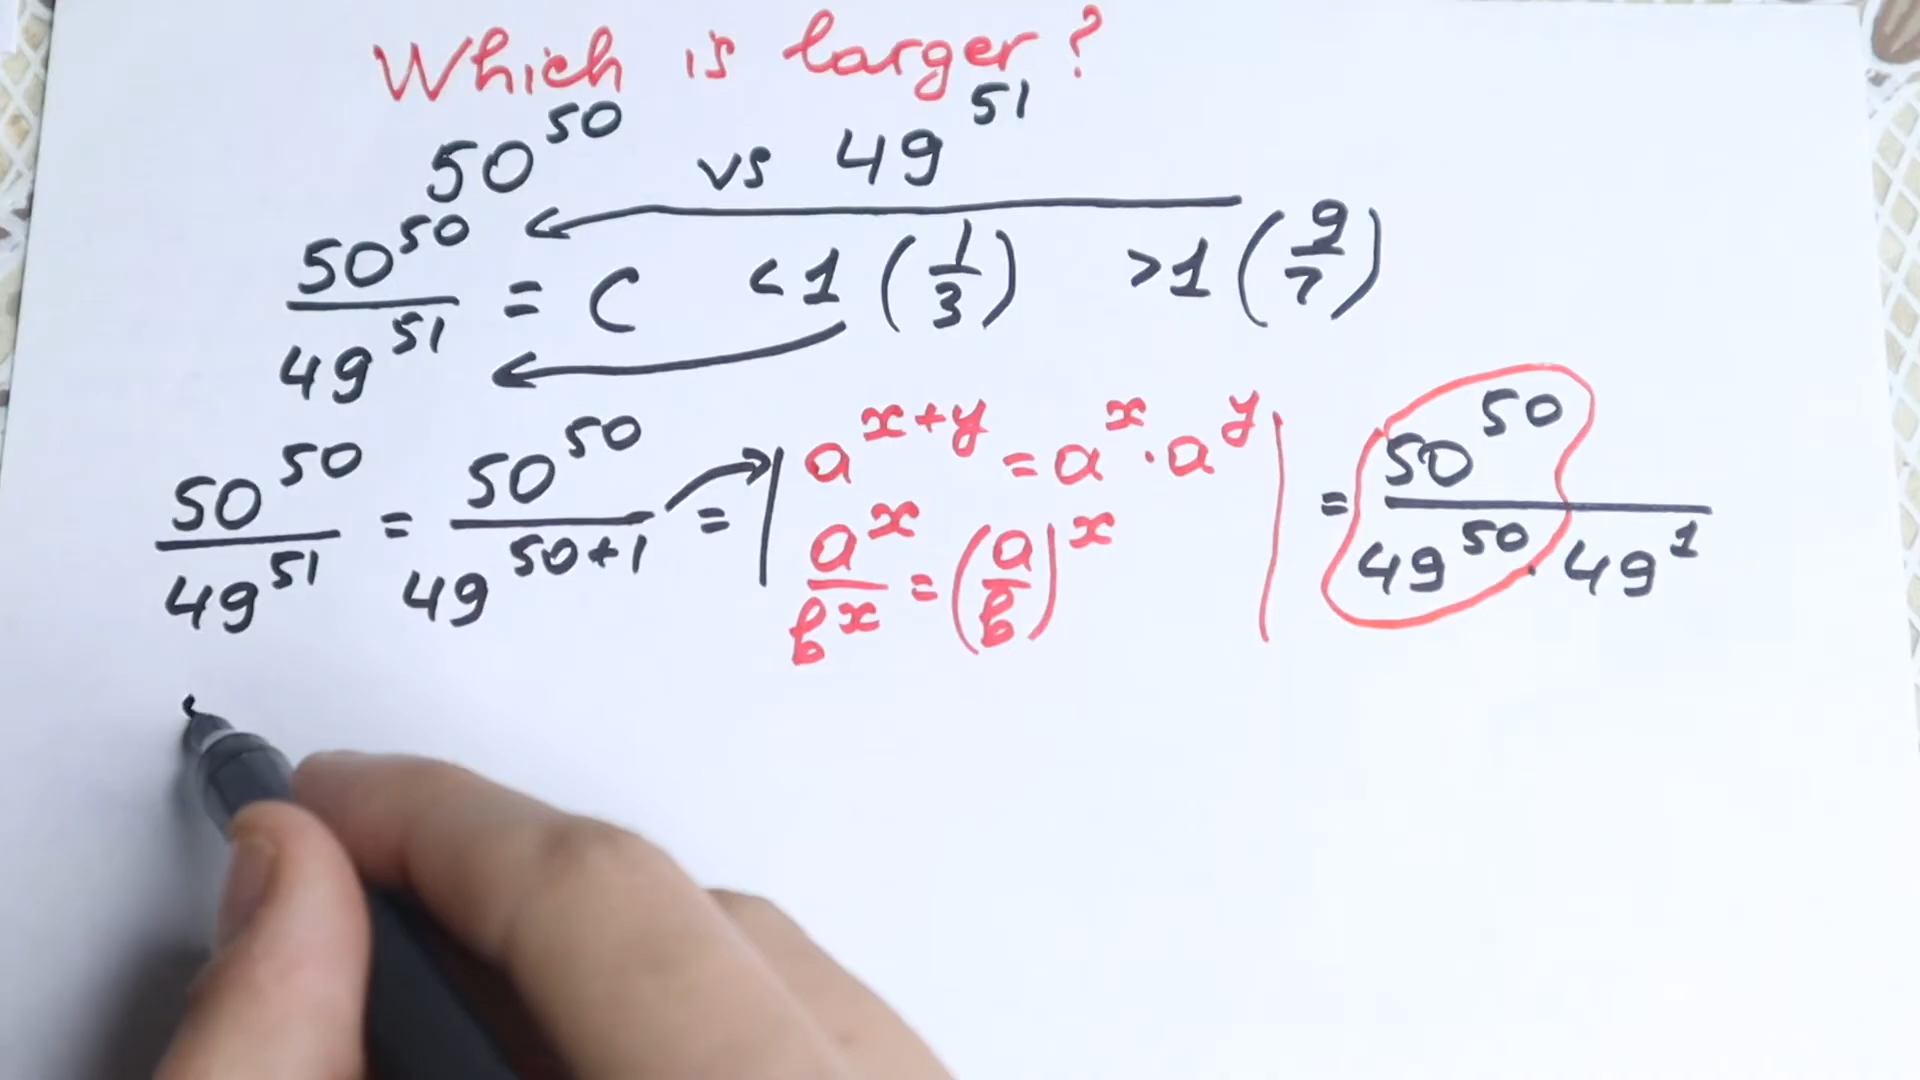 Which is larger?
50^50 vs 49^51
50^50/49^51 = C <1 (1/3) >1 (9/7)
50^50/49^51 = 50^50/49^(50+1) = | a^(x+y) = a^x · a^y | = 50^50/(49^50 · 49^1)
a^x/b^x = (a/b)^x